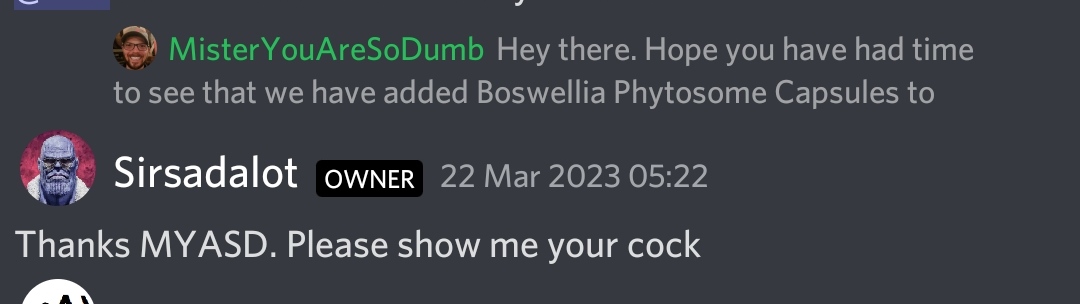 MisterYouAreSoDumb Hey there. Hope you have had time
to see that we have added Boswellia Phytosome Capsules to
Sirsadalot OWNER 22 Mar 2023 05:22
Thanks MYASD. Please show me your cock